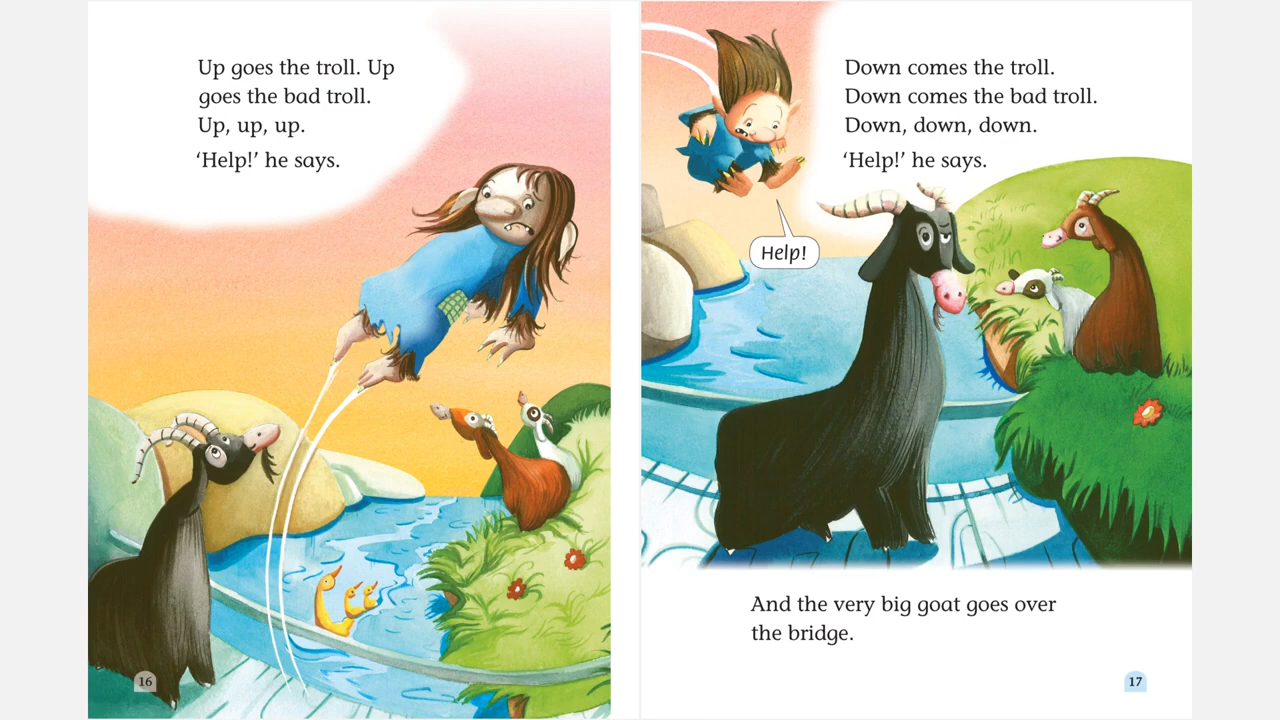 Up goes the troll. Up
goes the bad troll.
Up, up, up.
‘Help!’ he says.
16
Down comes the troll.
Down comes the bad troll.
Down, down, down.
‘Help!’ he says.
Help!
And the very big goat goes over
the bridge.
17